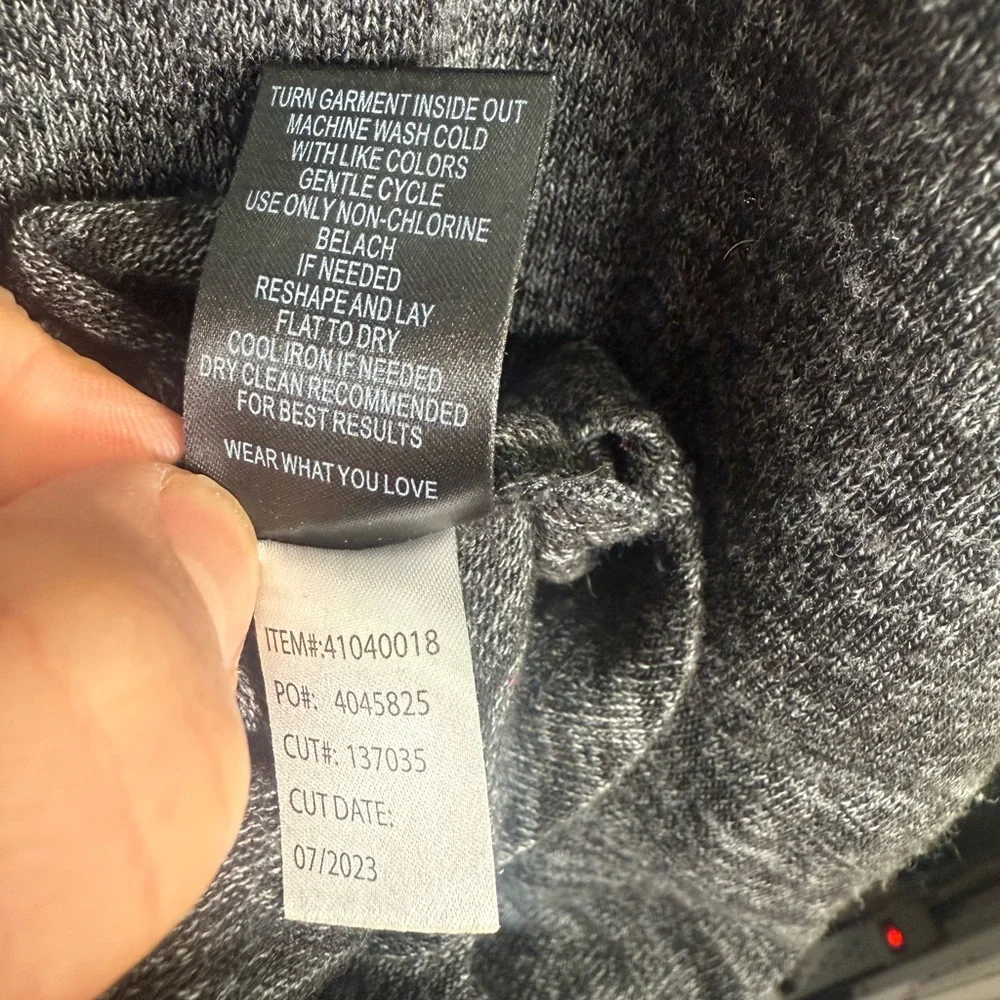 TURN GARMENT INSIDE OUT
MACHINE WASH COLD
WITH LIKE COLORS
GENTLE CYCLE
USE ONLY NON-CHLORINE
BELACH
IF NEEDED
RESHAPE AND LAY
FLAT TO DRY
COOL IRON IF NEEDED
DRY CLEAN RECOMMENDED
FOR BEST RESULTS
WEAR WHAT YOU LOVE
ITEM#:41040018
PO#: 4045825
CUT#: 137035
CUT DATE:
07/2023